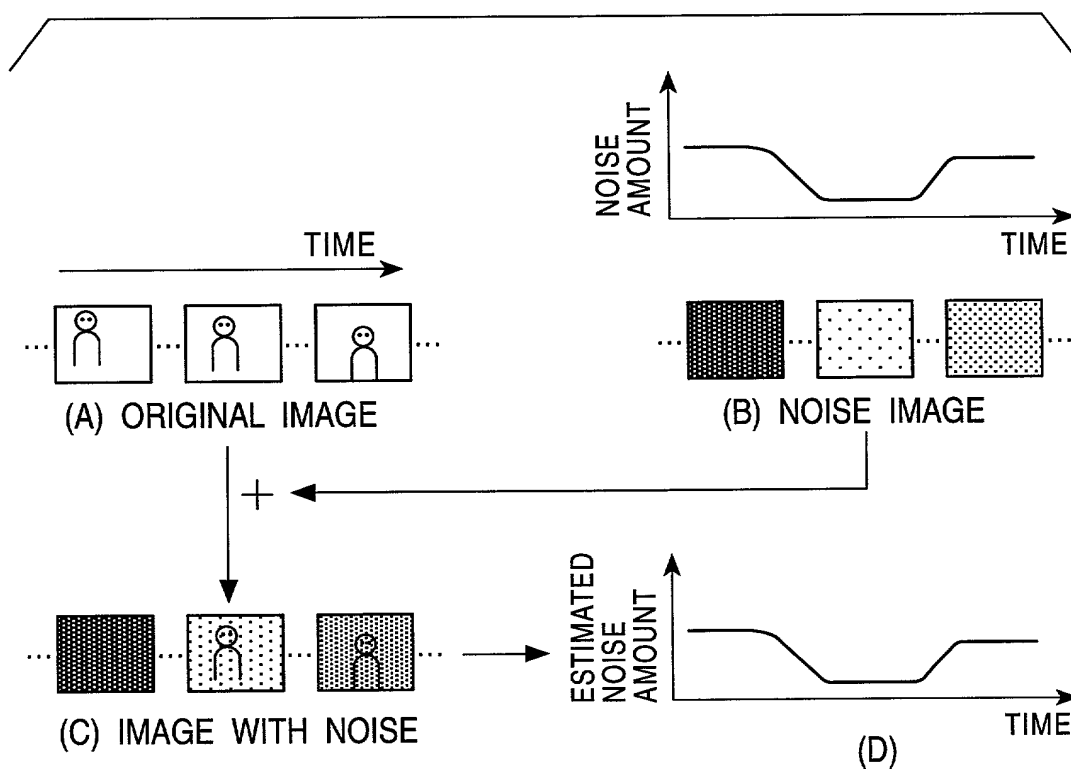 NOISE
AMOUNT
TIME
TIME
... ... ... ...
... ... ... ...
(A) ORIGINAL IMAGE
(B) NOISE IMAGE
+
... ... ... ...
ESTIMATED
NOISE
AMOUNT
TIME
(C) IMAGE WITH NOISE
(D)